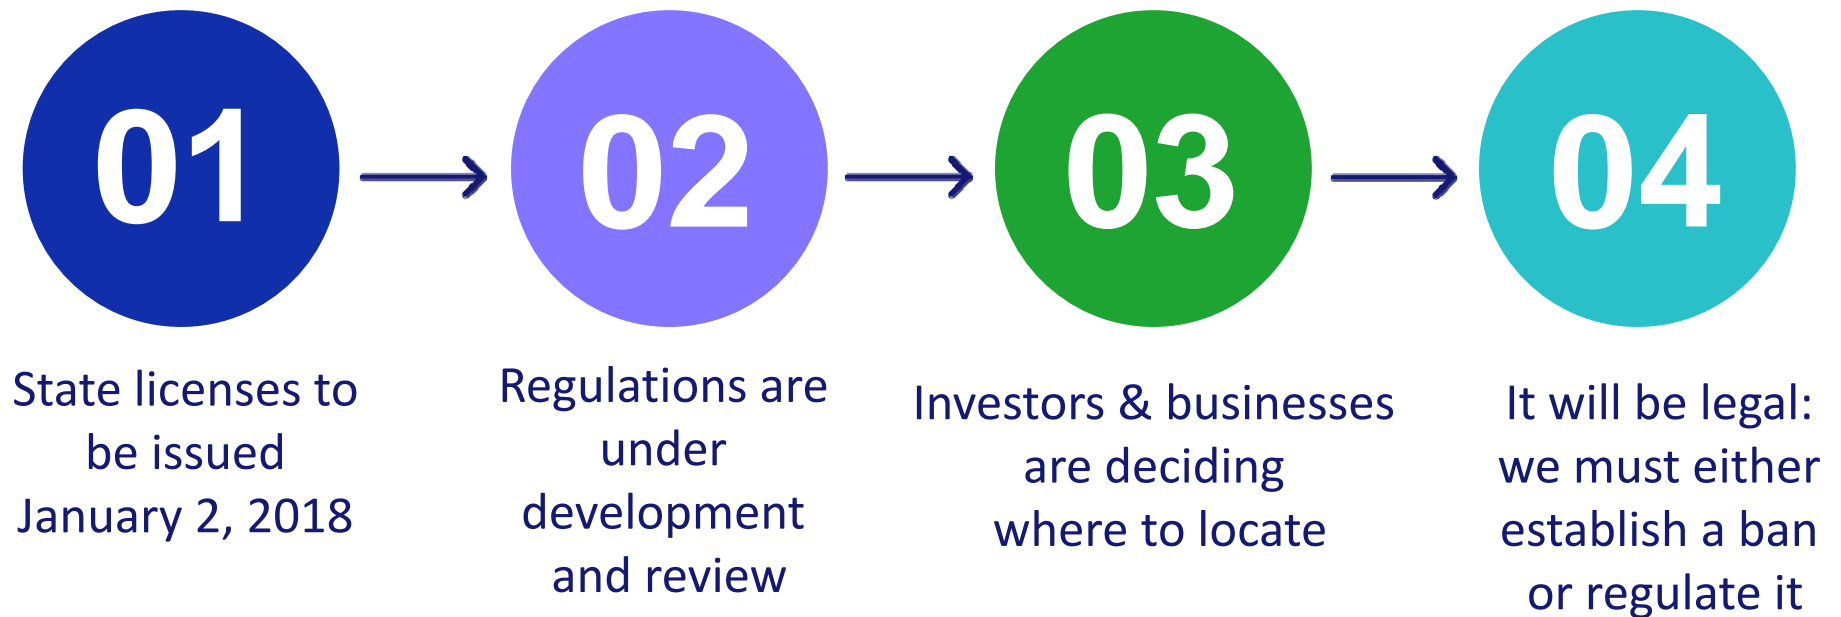 01
State licenses to
be issued
January 2, 2018
02
Regulations are
under
development
and review
03
Investors & businesses
are deciding
where to locate
04
It will be legal:
we must either
establish a ban
or regulate it